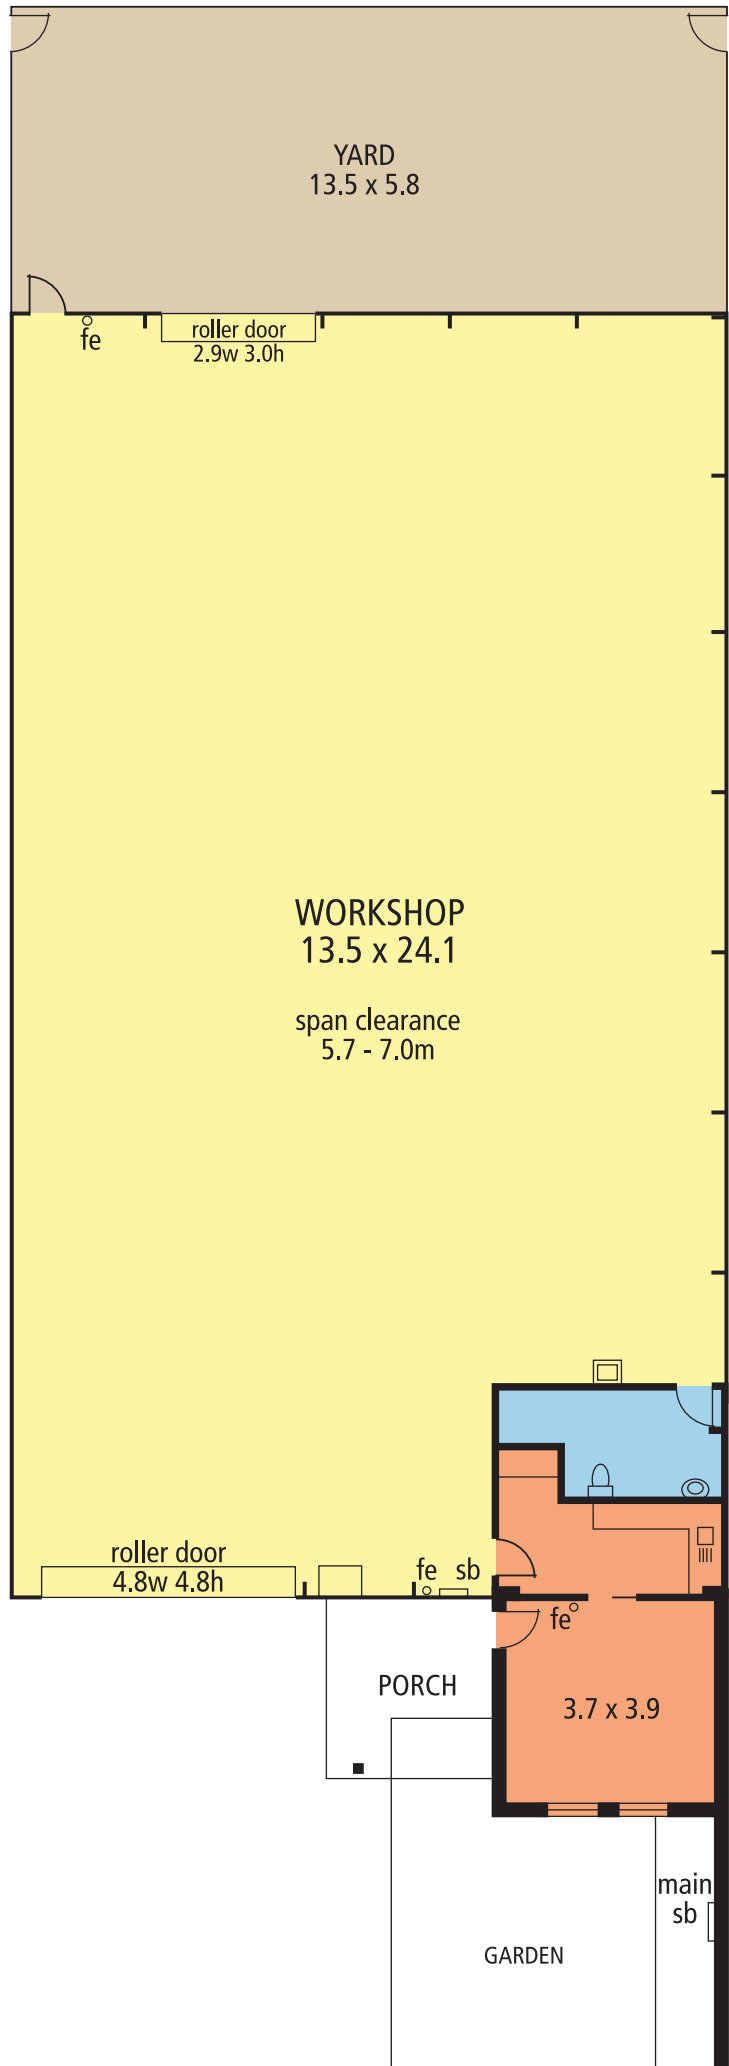 YARD
13.5 x 5.8
fe
roller door
2.9w 3.0h
WORKSHOP
13.5 x 24.1
span clearance
5.7 - 7.0m
roller door
4.8w 4.8h
fe sb
fe
PORCH
3.7 x 3.9
main
sb
GARDEN